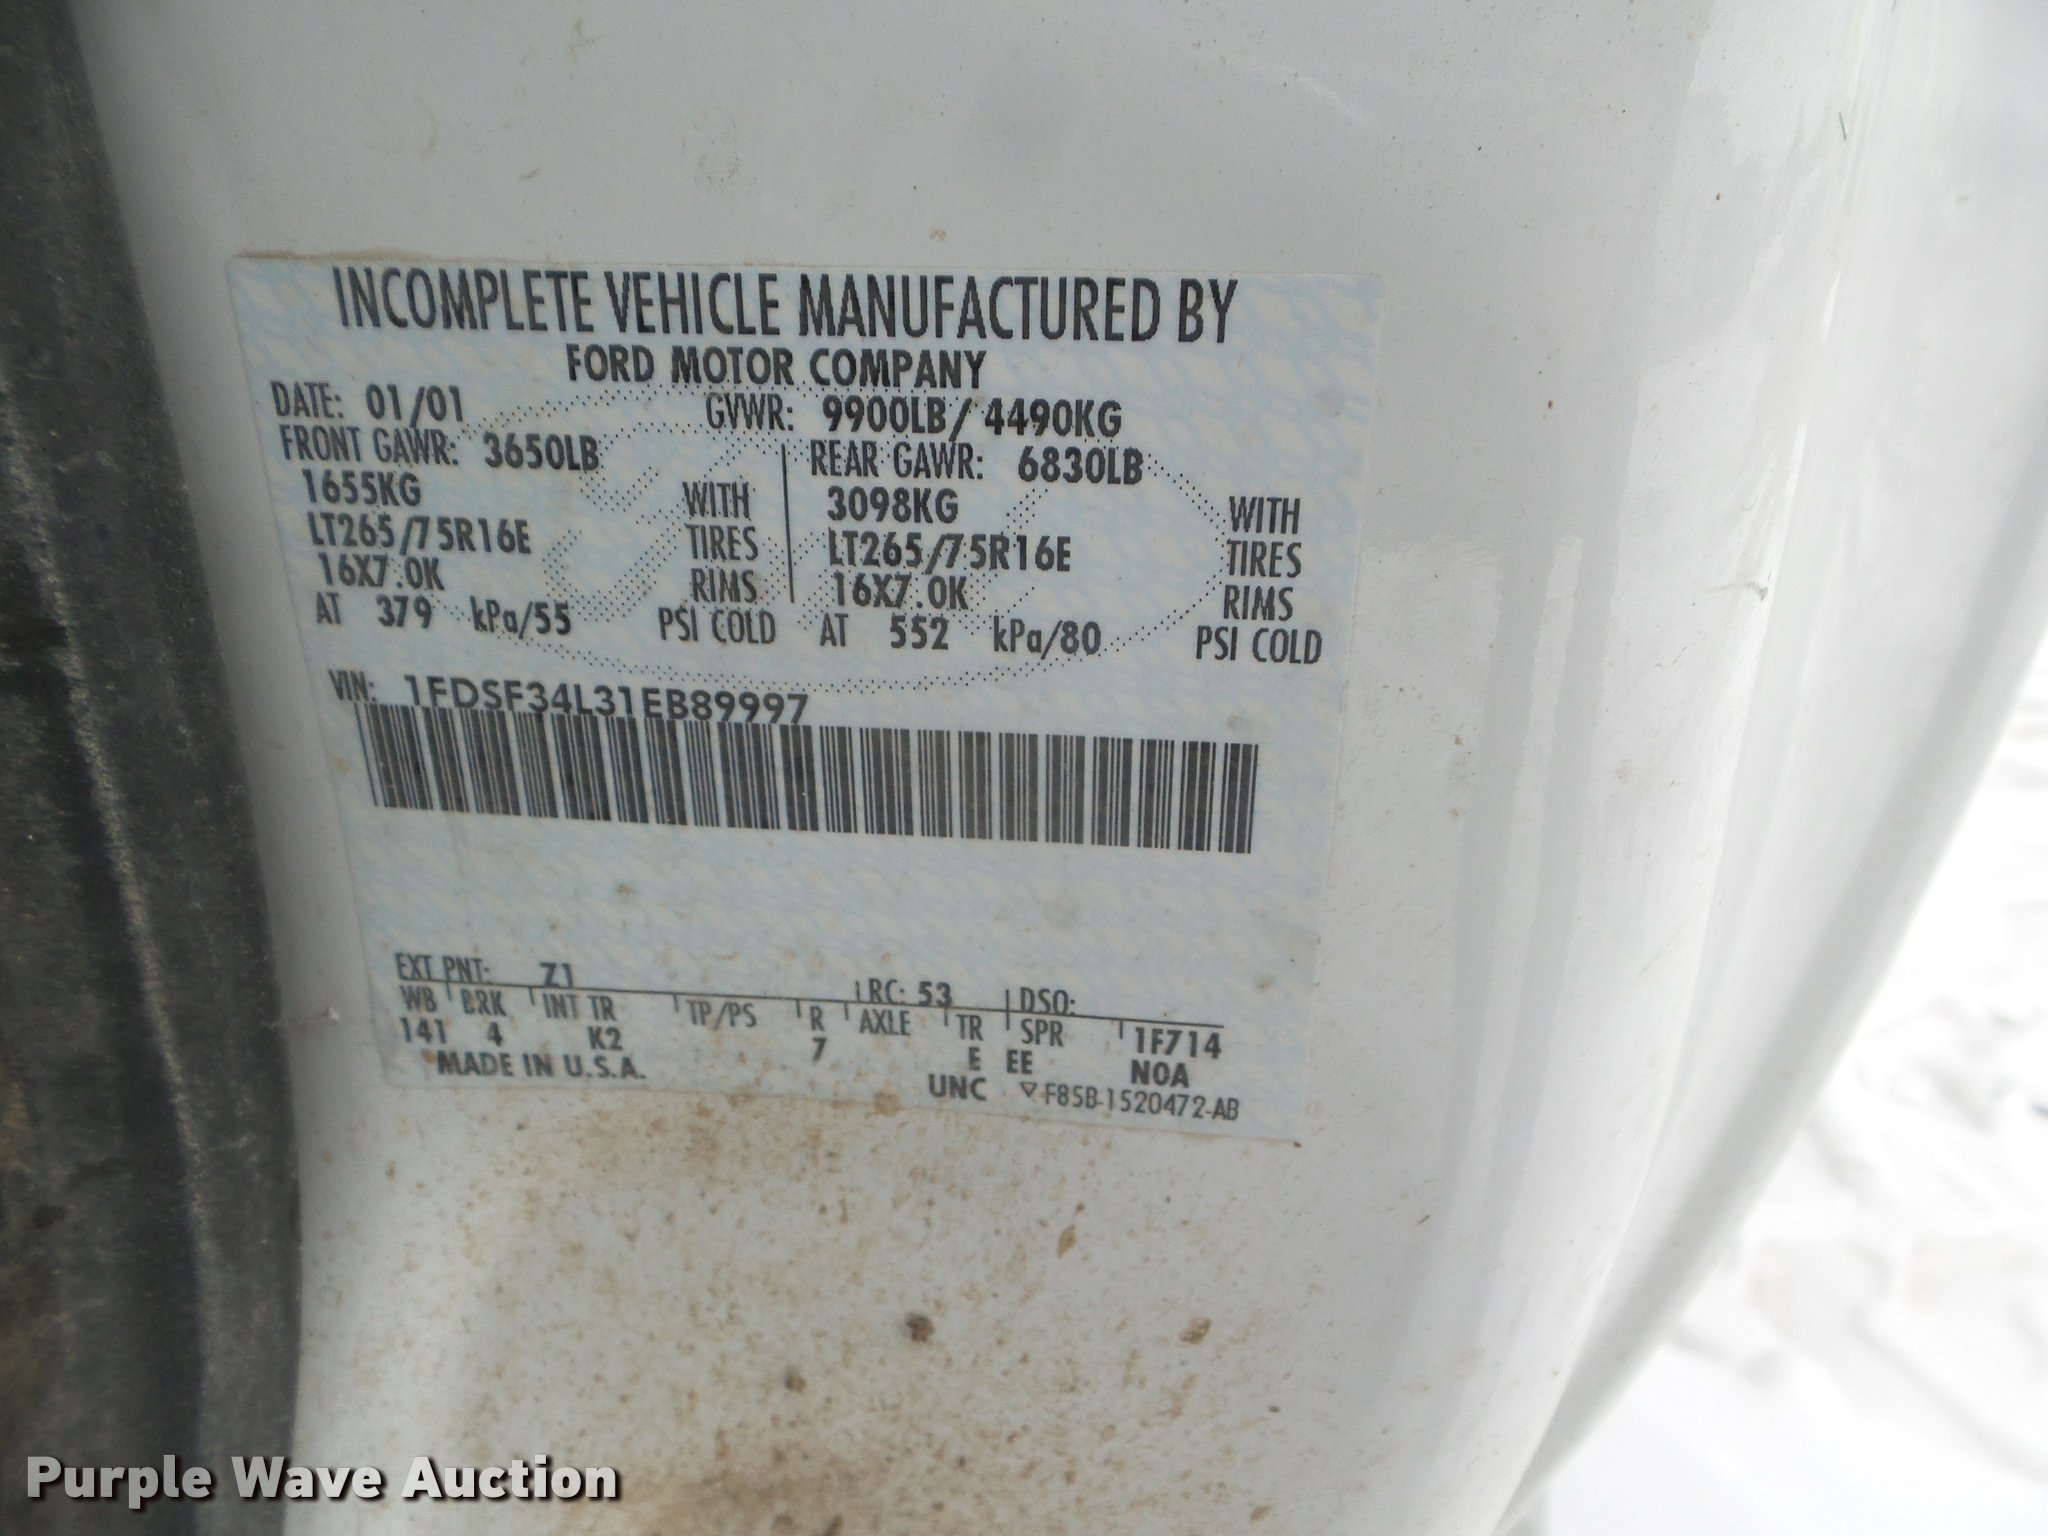 INCOMPLETE VEHICLE MANUFACTURED BY
FORD MOTOR COMPANY
DATE: 01/01 GVWR: 9900LB/ 4490KG
FRONT GAWR: 3650LB REAR GAWR: 6830LB
1655KG WITH 3098KG WITH
LT265/75R16E TIRES LT265/75R16E TIRES
16X7.0K RIMS 16X7.0K RIMS
AT 379 kPa/55 PSI COLD AT 552 kPa/80 PSI COLD
VIN: 1FDSF34L31EB89997
EXT PNT: Z1 RC: 53 DSO:
WB BRK INT TR TP/PS R AXLE TR SPR 1F714
141 4 K2 7 E EE N0A
MADE IN U.S.A. UNC F85B-1520472-AB
Purple Wave Auction